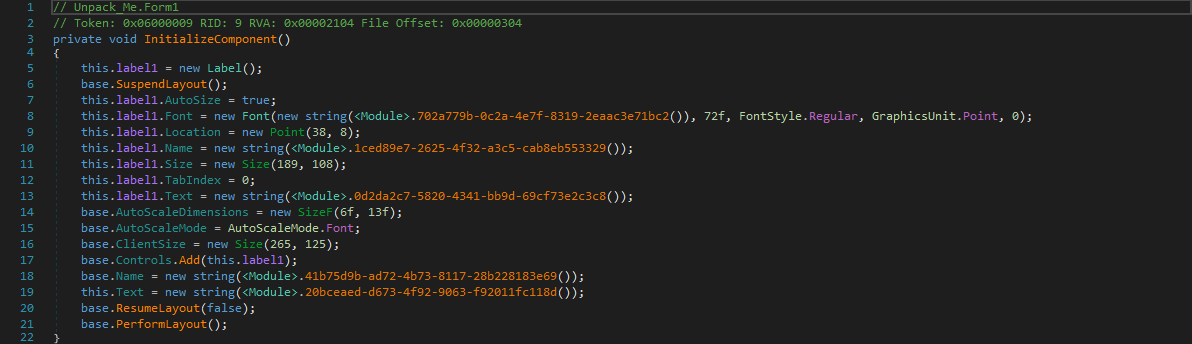 1 // Unpack_Me.Form1
2 // Token: 0x06000009 RID: 9 RVA: 0x00002104 File Offset: 0x00000304
3 private void InitializeComponent()
4 {
5 this.label1 = new Label();
6 base.SuspendLayout();
7 this.label1.AutoSize = true;
8 this.label1.Font = new Font(new string(<Module>.702a779b-0c2a-4e7f-8319-2eaac3e71bc2()), 72f, FontStyle.Regular, GraphicsUnit.Point, 0);
9 this.label1.Location = new Point(38, 8);
10 this.label1.Name = new string(<Module>.1ced89e7-2625-4f32-a3c5-cab8eb553329());
11 this.label1.Size = new Size(189, 108);
12 this.label1.TabIndex = 0;
13 this.label1.Text = new string(<Module>.0d2da2c7-5820-4341-bb9d-69cf73e2c3c8());
14 base.AutoScaleDimensions = new SizeF(6f, 13f);
15 base.AutoScaleMode = AutoScaleMode.Font;
16 base.ClientSize = new Size(265, 125);
17 base.Controls.Add(this.label1);
18 base.Name = new string(<Module>.41b75d9b-ad72-4b73-8117-28b228183e69());
19 this.Text = new string(<Module>.20bceaed-d673-4f92-9063-f92011fc118d());
20 base.ResumeLayout(false);
21 base.PerformLayout();
22 }